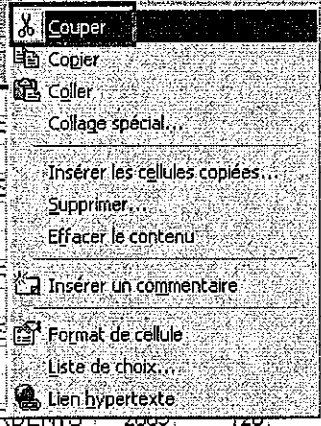 Couper
Copier
Coller
Collage spécial...
Insérer les cellules copiées...
Supprimer...
Effacer le contenu
Insérer un commentaire
Format de cellule
Liste de choix...
Lien hypertexte